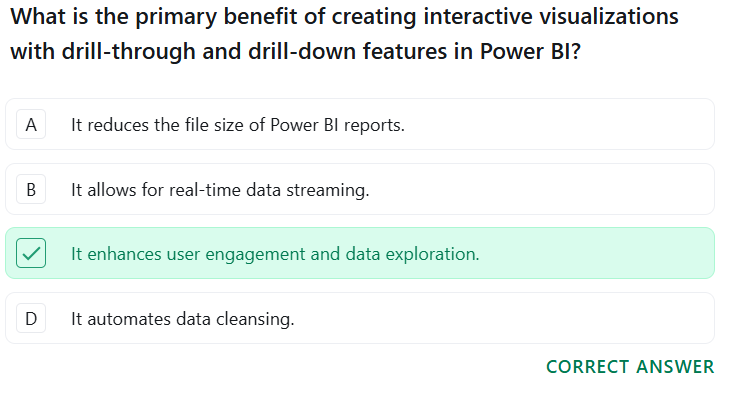 What is the primary benefit of creating interactive visualizations
with drill-through and drill-down features in Power BI?
A It reduces the file size of Power BI reports.
B It allows for real-time data streaming.
It enhances user engagement and data exploration.
D It automates data cleansing.
CORRECT ANSWER